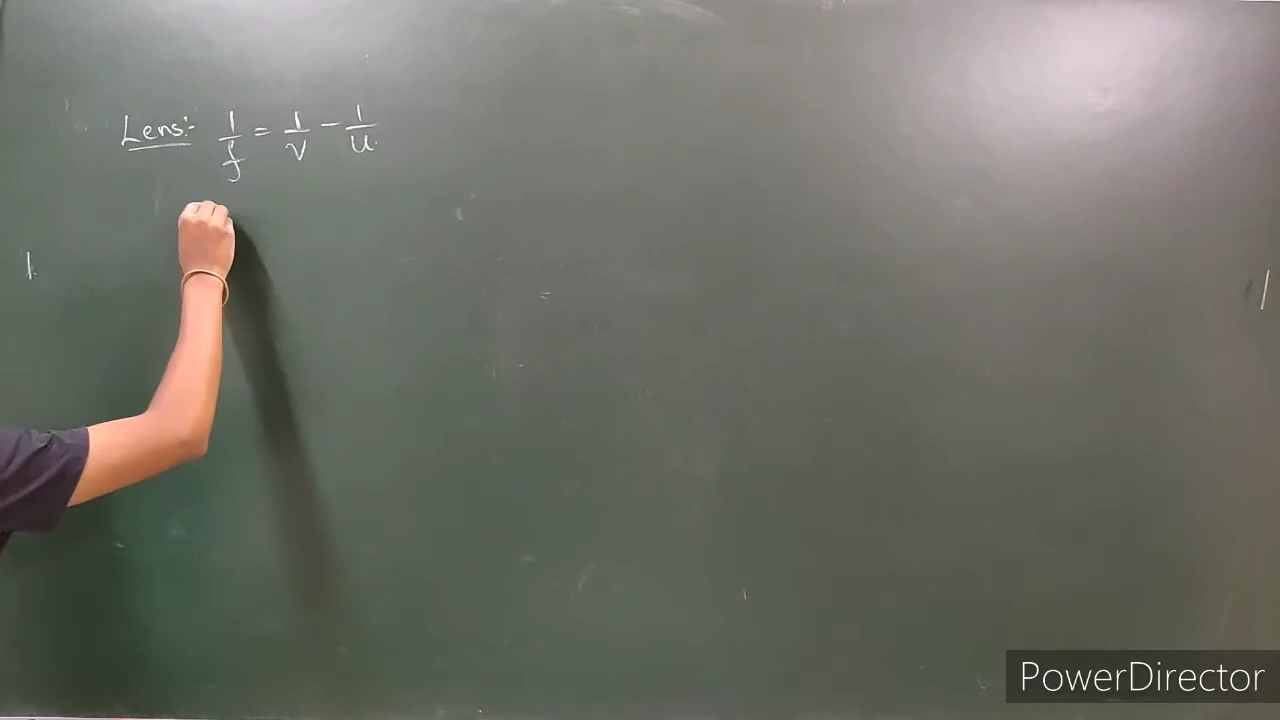 Lens:- 1/f = 1/v - 1/u
PowerDirector